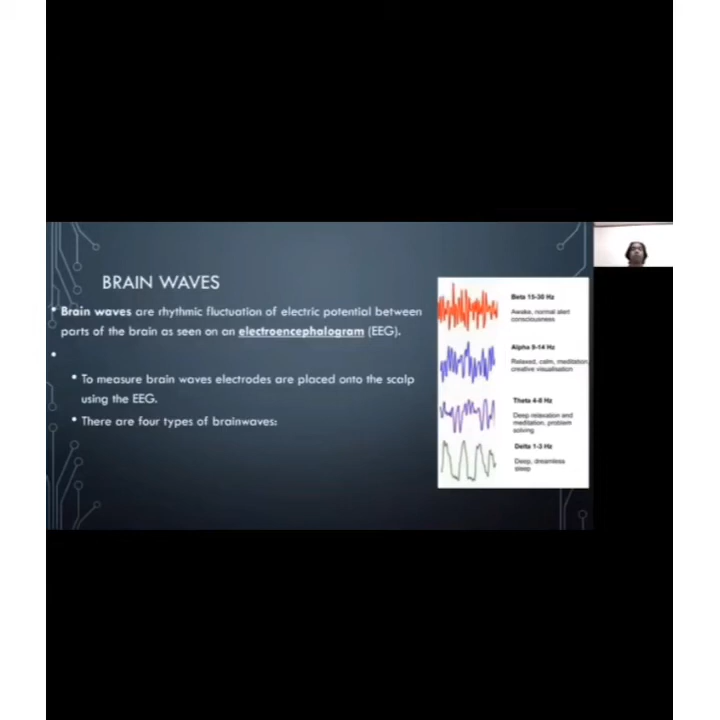 BRAIN WAVES
• Brain waves are rhythmic fluctuation of electric potential between
parts of the brain as seen on an electroencephalogram (EEG).
•
• To measure brain waves electrodes are placed onto the scalp
using the EEG.
• There are four types of brainwaves:
Beta 15-30 Hz
Awake, normal alert
consciousness
Alpha 9-14 Hz
Relaxed, calm, meditation,
creative visualisation
Theta 4-8 Hz
Deep relaxation and
meditation, problem
solving
Delta 1-3 Hz
Deep, dreamless
sleep